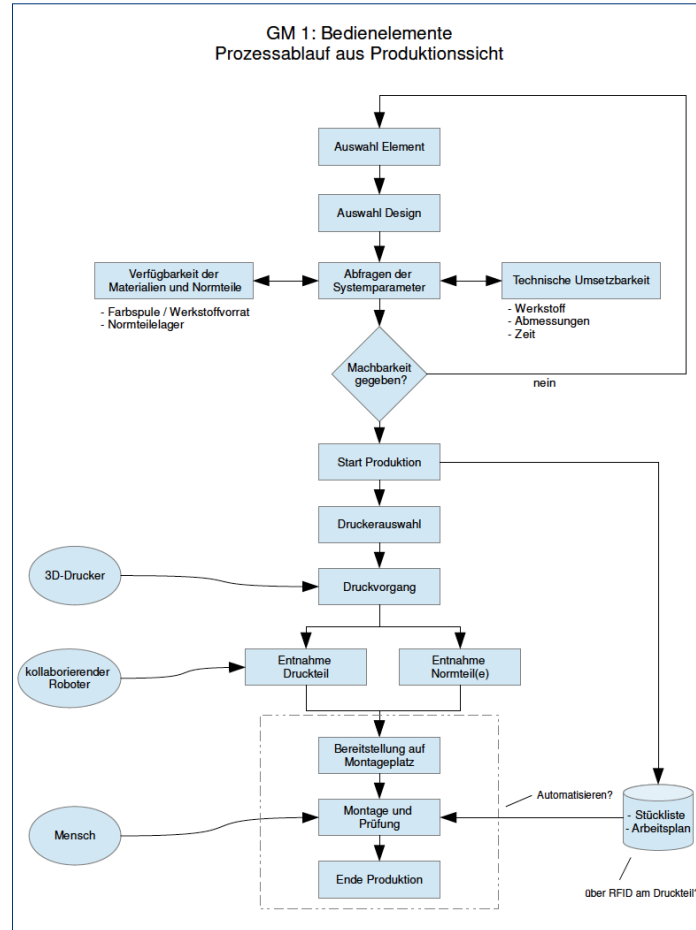 GM 1: Bedienelemente
Prozessablauf aus Produktionssicht
Auswahl Element
Auswahl Design
Verfügbarkeit der
Materialien und Normteile
Abfragen der
Systemparameter
Technische Umsetzbarkeit
- Farbspule / Werkstoffvorrat
- Normteilelager
- Werkstoff
- Abmessungen
- Zeit
Machbarkeit
gegeben?
nein
Start Produktion
Druckerauswahl
3D-Drucker
Druckvorgang
kollaborierender
Roboter
Entnahme
Druckteil
Entnahme
Normteil(e)
Bereitstellung auf
Montageplatz
Automatisieren?
Mensch
Montage und
Prüfung
- Stückliste
- Arbeitsplan
Ende Produktion
über RFID am Druckteil?